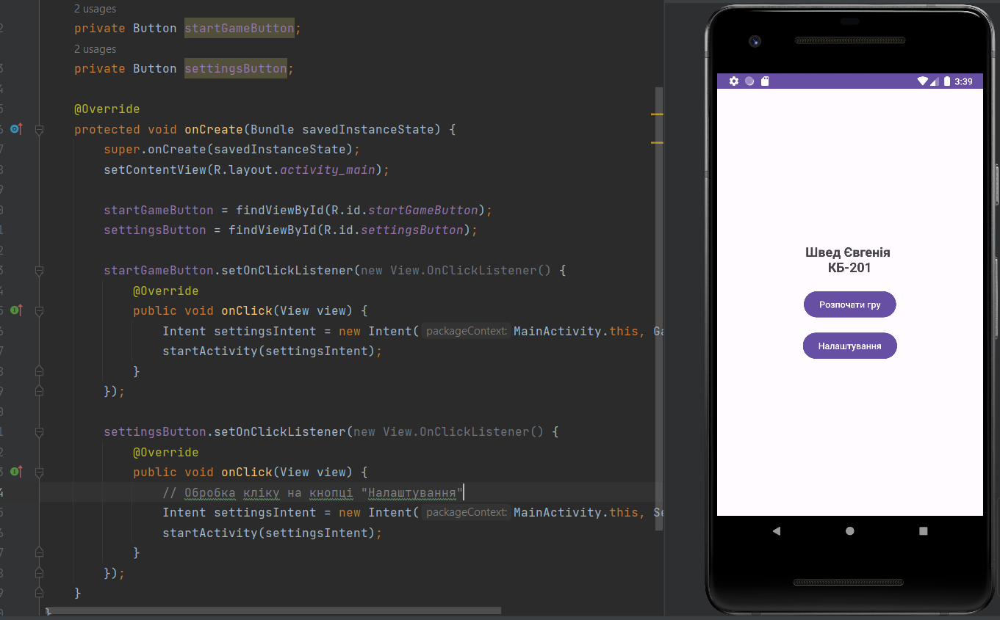 2 usages
private Button startGameButton;
2 usages
private Button settingsButton;
@Override
protected void onCreate(Bundle savedInstanceState) {
super.onCreate(savedInstanceState);
setContentView(R.layout.activity_main);
startGameButton = findViewById(R.id.startGameButton);
settingsButton = findViewById(R.id.settingsButton);
startGameButton.setOnClickListener(new View.OnClickListener() {
@Override
public void onClick(View view) {
Intent settingsIntent = new Intent( packageContext: MainActivity.this, Ga
startActivity(settingsIntent);
}
});
settingsButton.setOnClickListener(new View.OnClickListener() {
@Override
public void onClick(View view) {
// Обробка кліку на кнопці "Налаштування"
Intent settingsIntent = new Intent( packageContext: MainActivity.this, Se
startActivity(settingsIntent);
}
});
}
}
3:39
Швед Євгенія
КБ-201
Розпочати гру
Налаштування